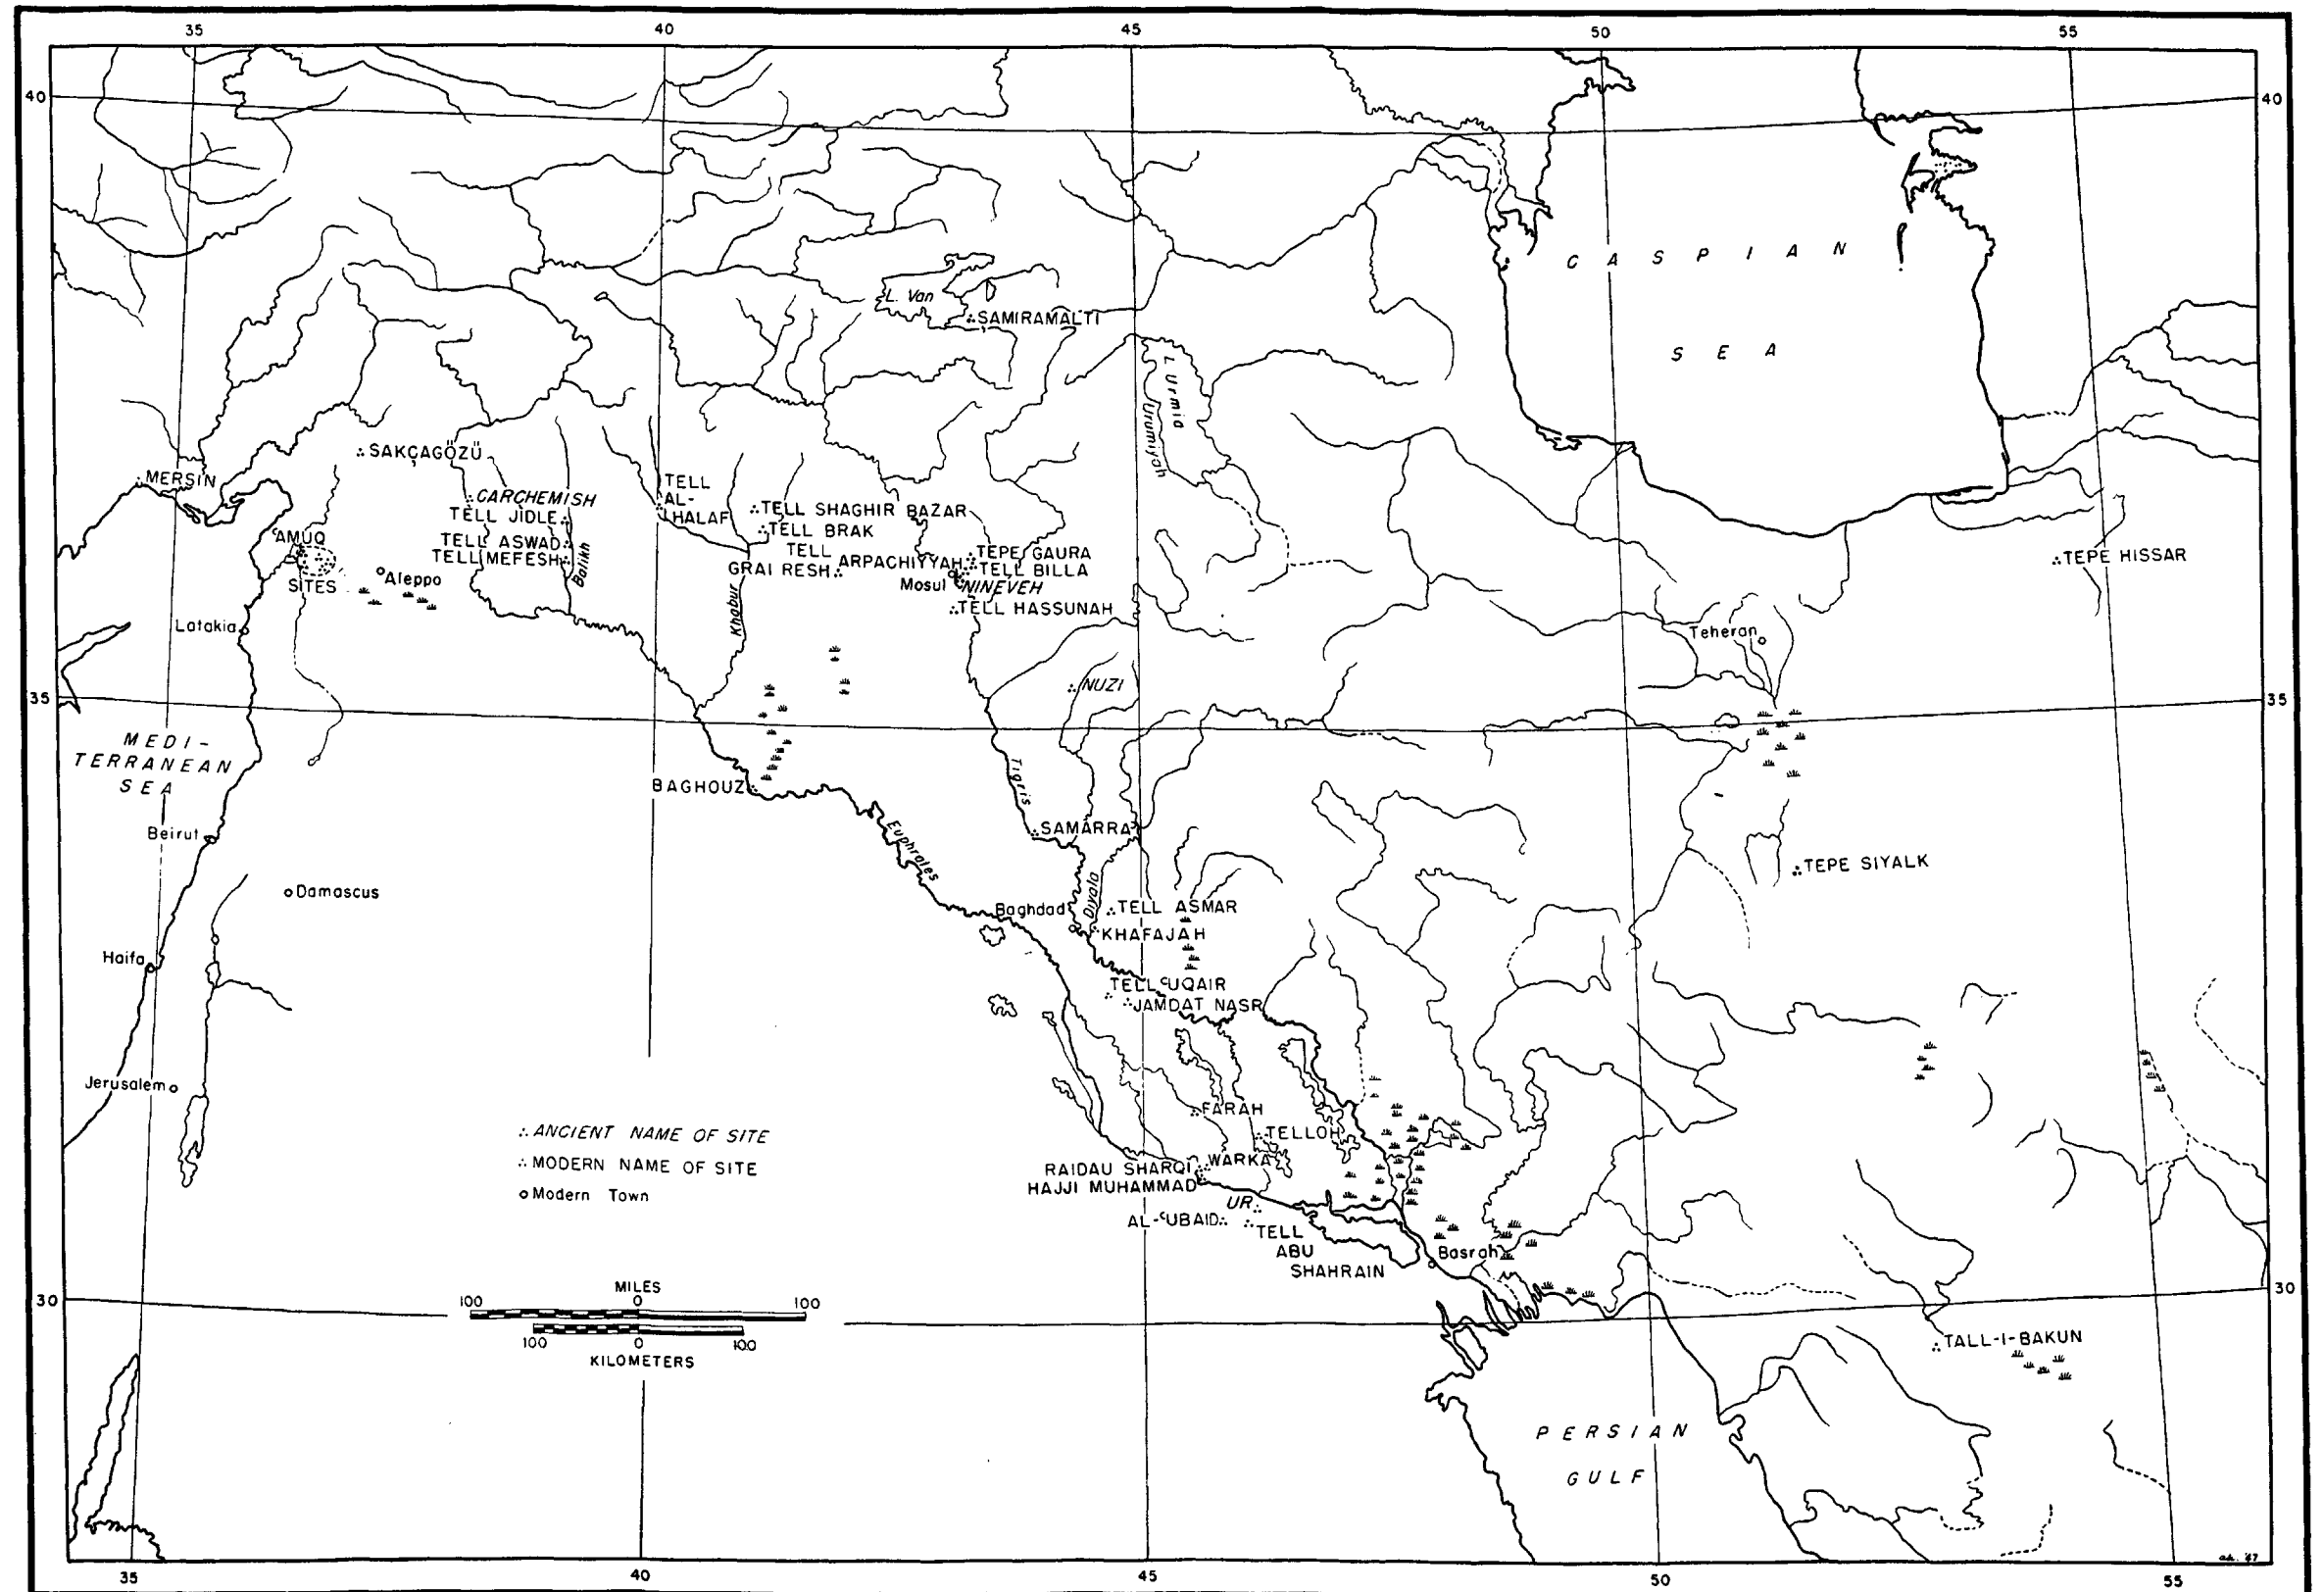 35
40
45
50
55
40
40
CASPIAN
SEA
L. Van
ŞAMIRAMALTI
L. Urmia
Urumiyah
SAKÇAGÖZÜ
MERSIN
CARCHEMISH
TELL JIDLE
TELL ASWAD
TELL MEFESH
Balikh
TELL
AL-
HALAF
TELL SHAGHIR BAZAR
TELL BRAK
TELL
ARPACHIYYAH
GRAI RESH
TEPE GAURA
TELL BILLA
Mosul
NINEVEH
TELL HASSUNAH
ꜤAMUQ
SITES
Aleppo
Khabur
Latakia
TEPE HISSAR
Teheran
NUZI
35
35
MEDI-
TERRANEAN
SEA
Tigris
BAGHOUZ
SAMARRA
Beirut
Euphrates
TEPE SIYALK
Damascus
Baghdad
Diyala
TELL ASMAR
KHAFAJAH
Haifa
TELL ꜤUQAIR
JAMDAT NASR
Jerusalem
FARAH
TELLOH
ANCIENT NAME OF SITE
MODERN NAME OF SITE
Modern Town
WARKA
RAIDAU SHARQI
HAJJI MUHAMMAD
UR
AL-ꜤUBAID
TELL
ABU
SHAHRAIN
Basrah
MILES
100 0 100
100 0 100
KILOMETERS
30
30
TALL-I-BAKUN
PERSIAN
GULF
35
40
45
50
55